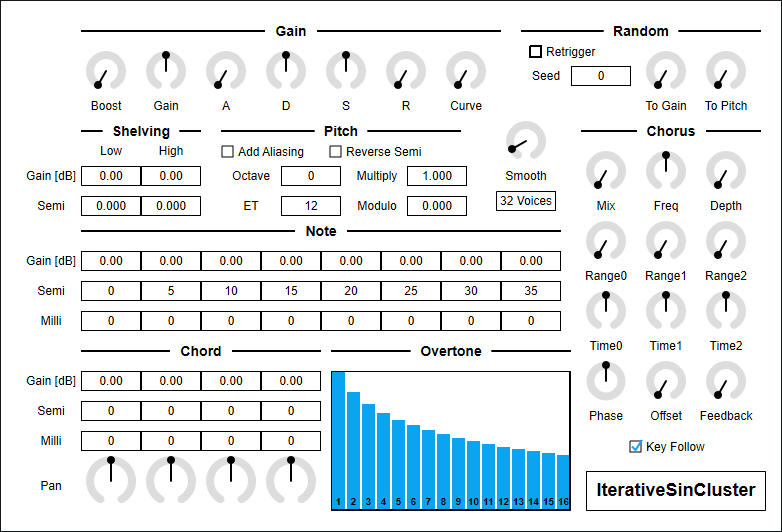 Gain
Random
Retrigger
Seed 0
Boost Gain A D S R Curve
To Gain To Pitch
Shelving
Pitch
Chorus
Low High
Add Aliasing Reverse Semi
Smooth
Gain [dB] 0.00 0.00
Octave 0 Multiply 1.000
Semi 0.000 0.000
ET 12 Modulo 0.000
32 Voices
Mix Freq Depth
Note
Gain [dB] 0.00 0.00 0.00 0.00 0.00 0.00 0.00 0.00
Semi 0 5 10 15 20 25 30 35
Milli 0 0 0 0 0 0 0 0
Range0 Range1 Range2
Time0 Time1 Time2
Chord
Overtone
Gain [dB] 0.00 0.00 0.00 0.00
Semi 0 0 0 0
Milli 0 0 0 0
Pan
1 2 3 4 5 6 7 8 9 10 11 12 13 14 15 16
Phase Offset Feedback
Key Follow
IterativeSinCluster